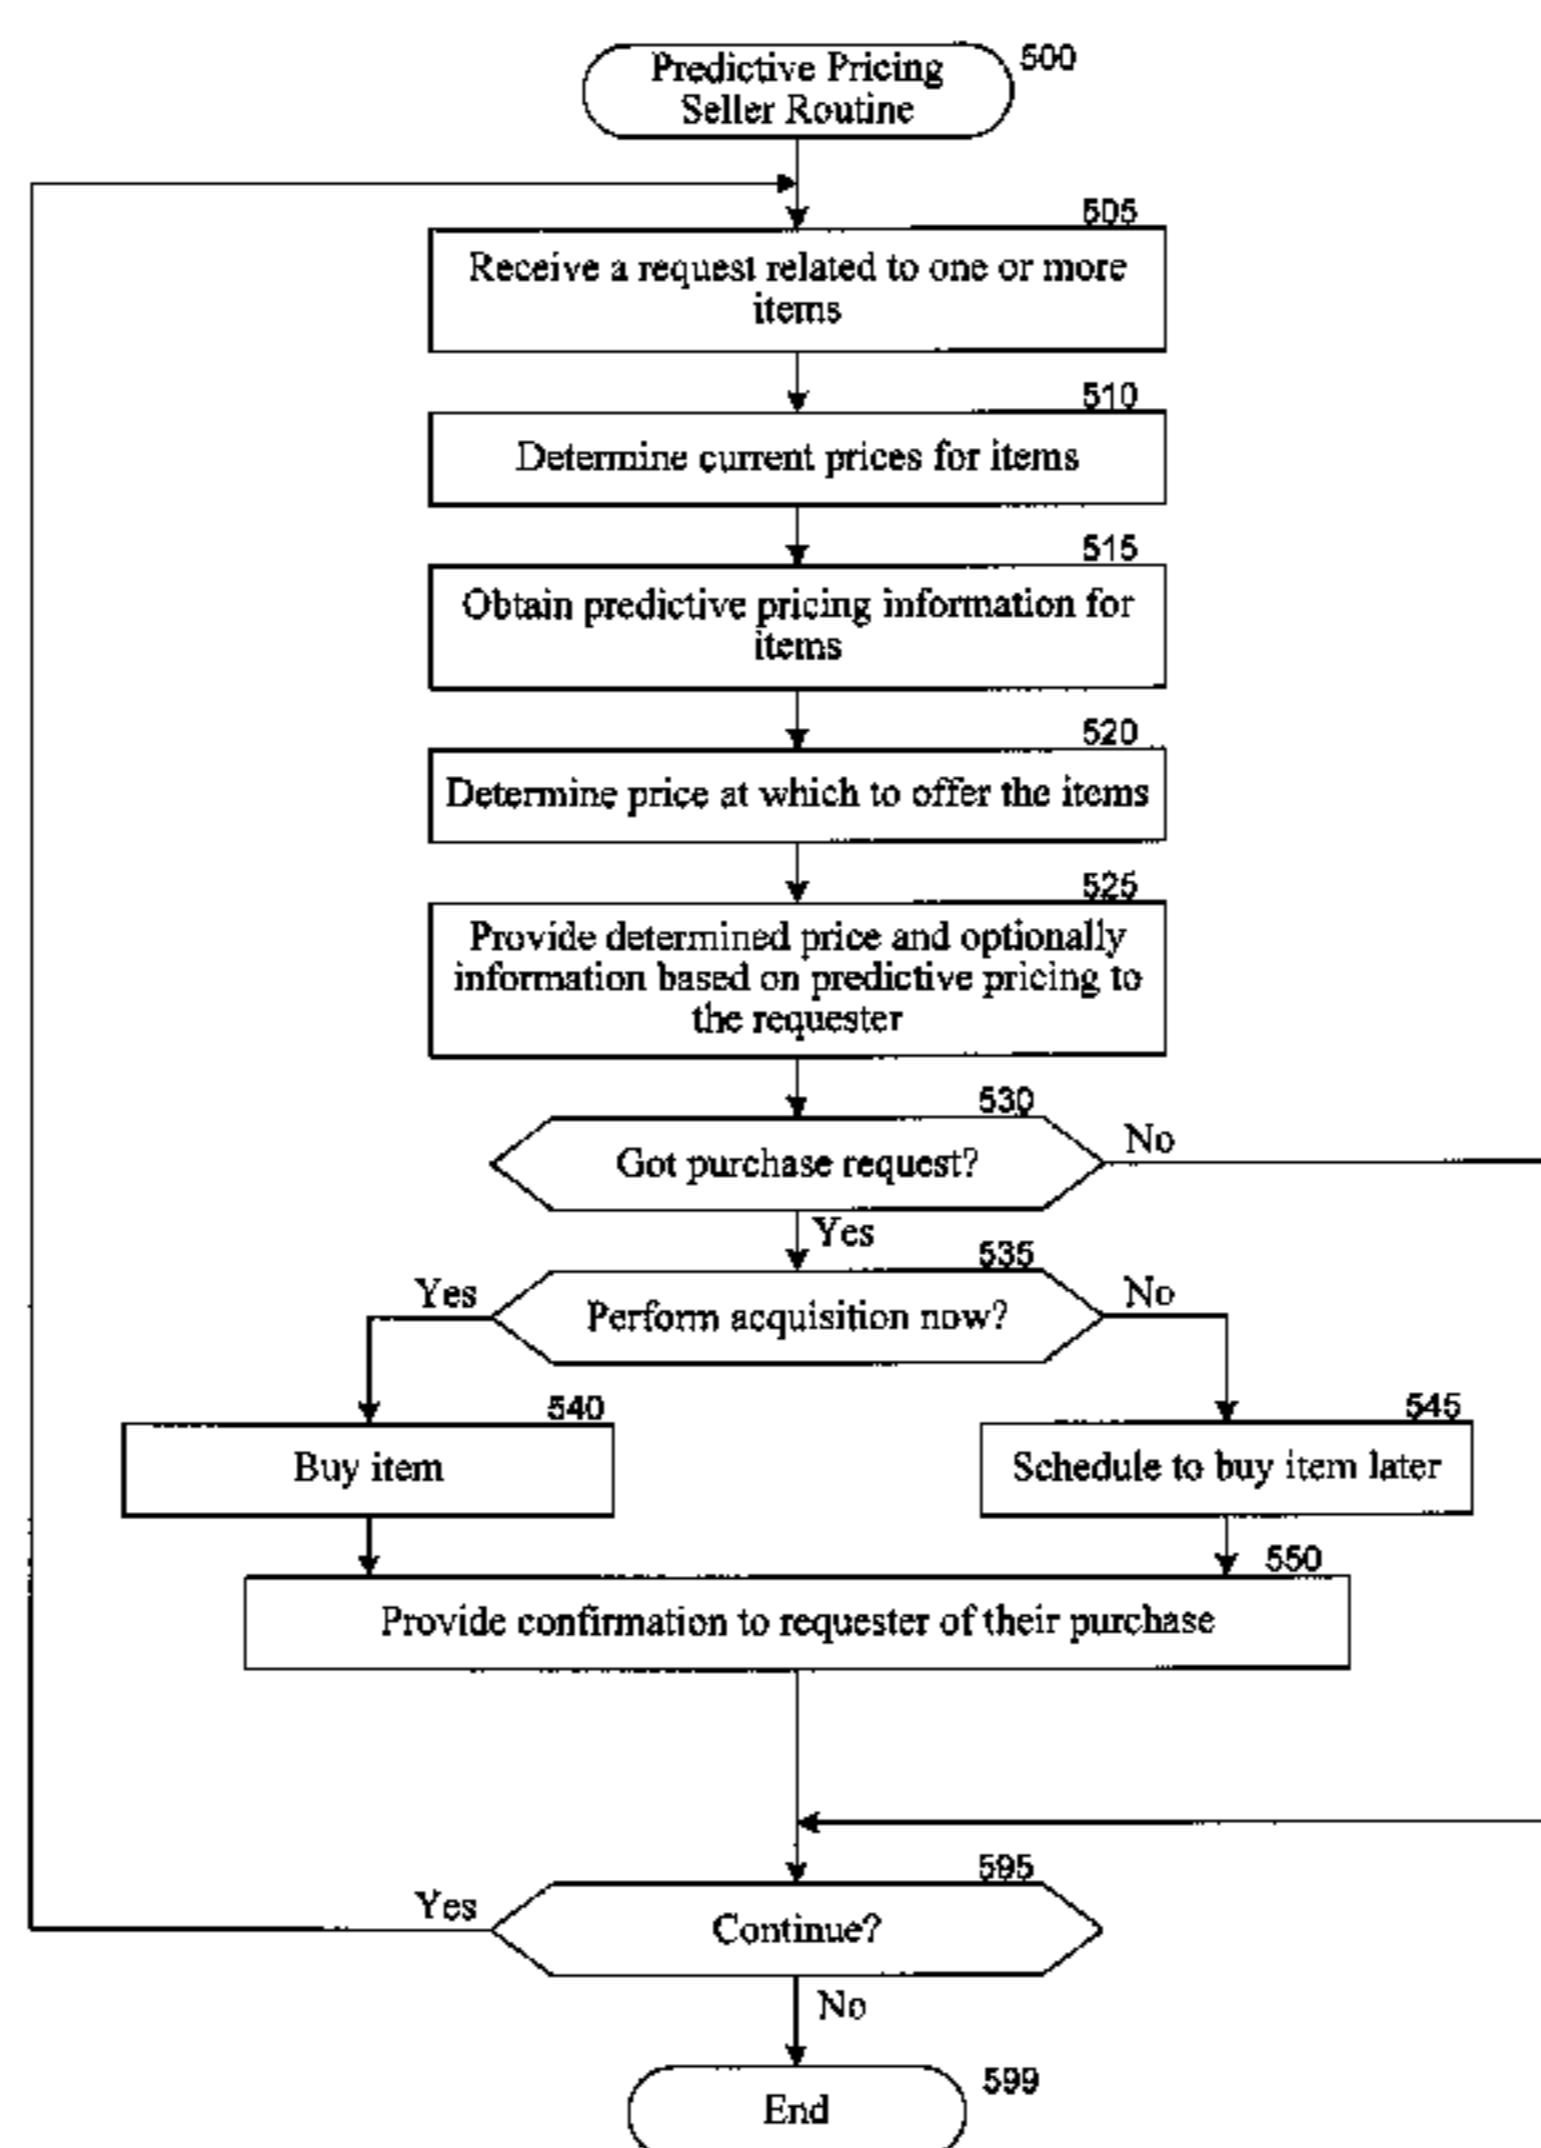 Predictive Pricing
Seller Routine
500
505
Receive a request related to one or more
items
510
Determine current prices for items
515
Obtain predictive pricing information for
items
520
Determine price at which to offer the items
525
Provide determined price and optionally
information based on predictive pricing to
the requester
530
Got purchase request?
No
Yes
535
Yes
Perform acquisition now?
No
540
Buy item
545
Schedule to buy item later
550
Provide confirmation to requester of their purchase
595
Yes
Continue?
No
599
End